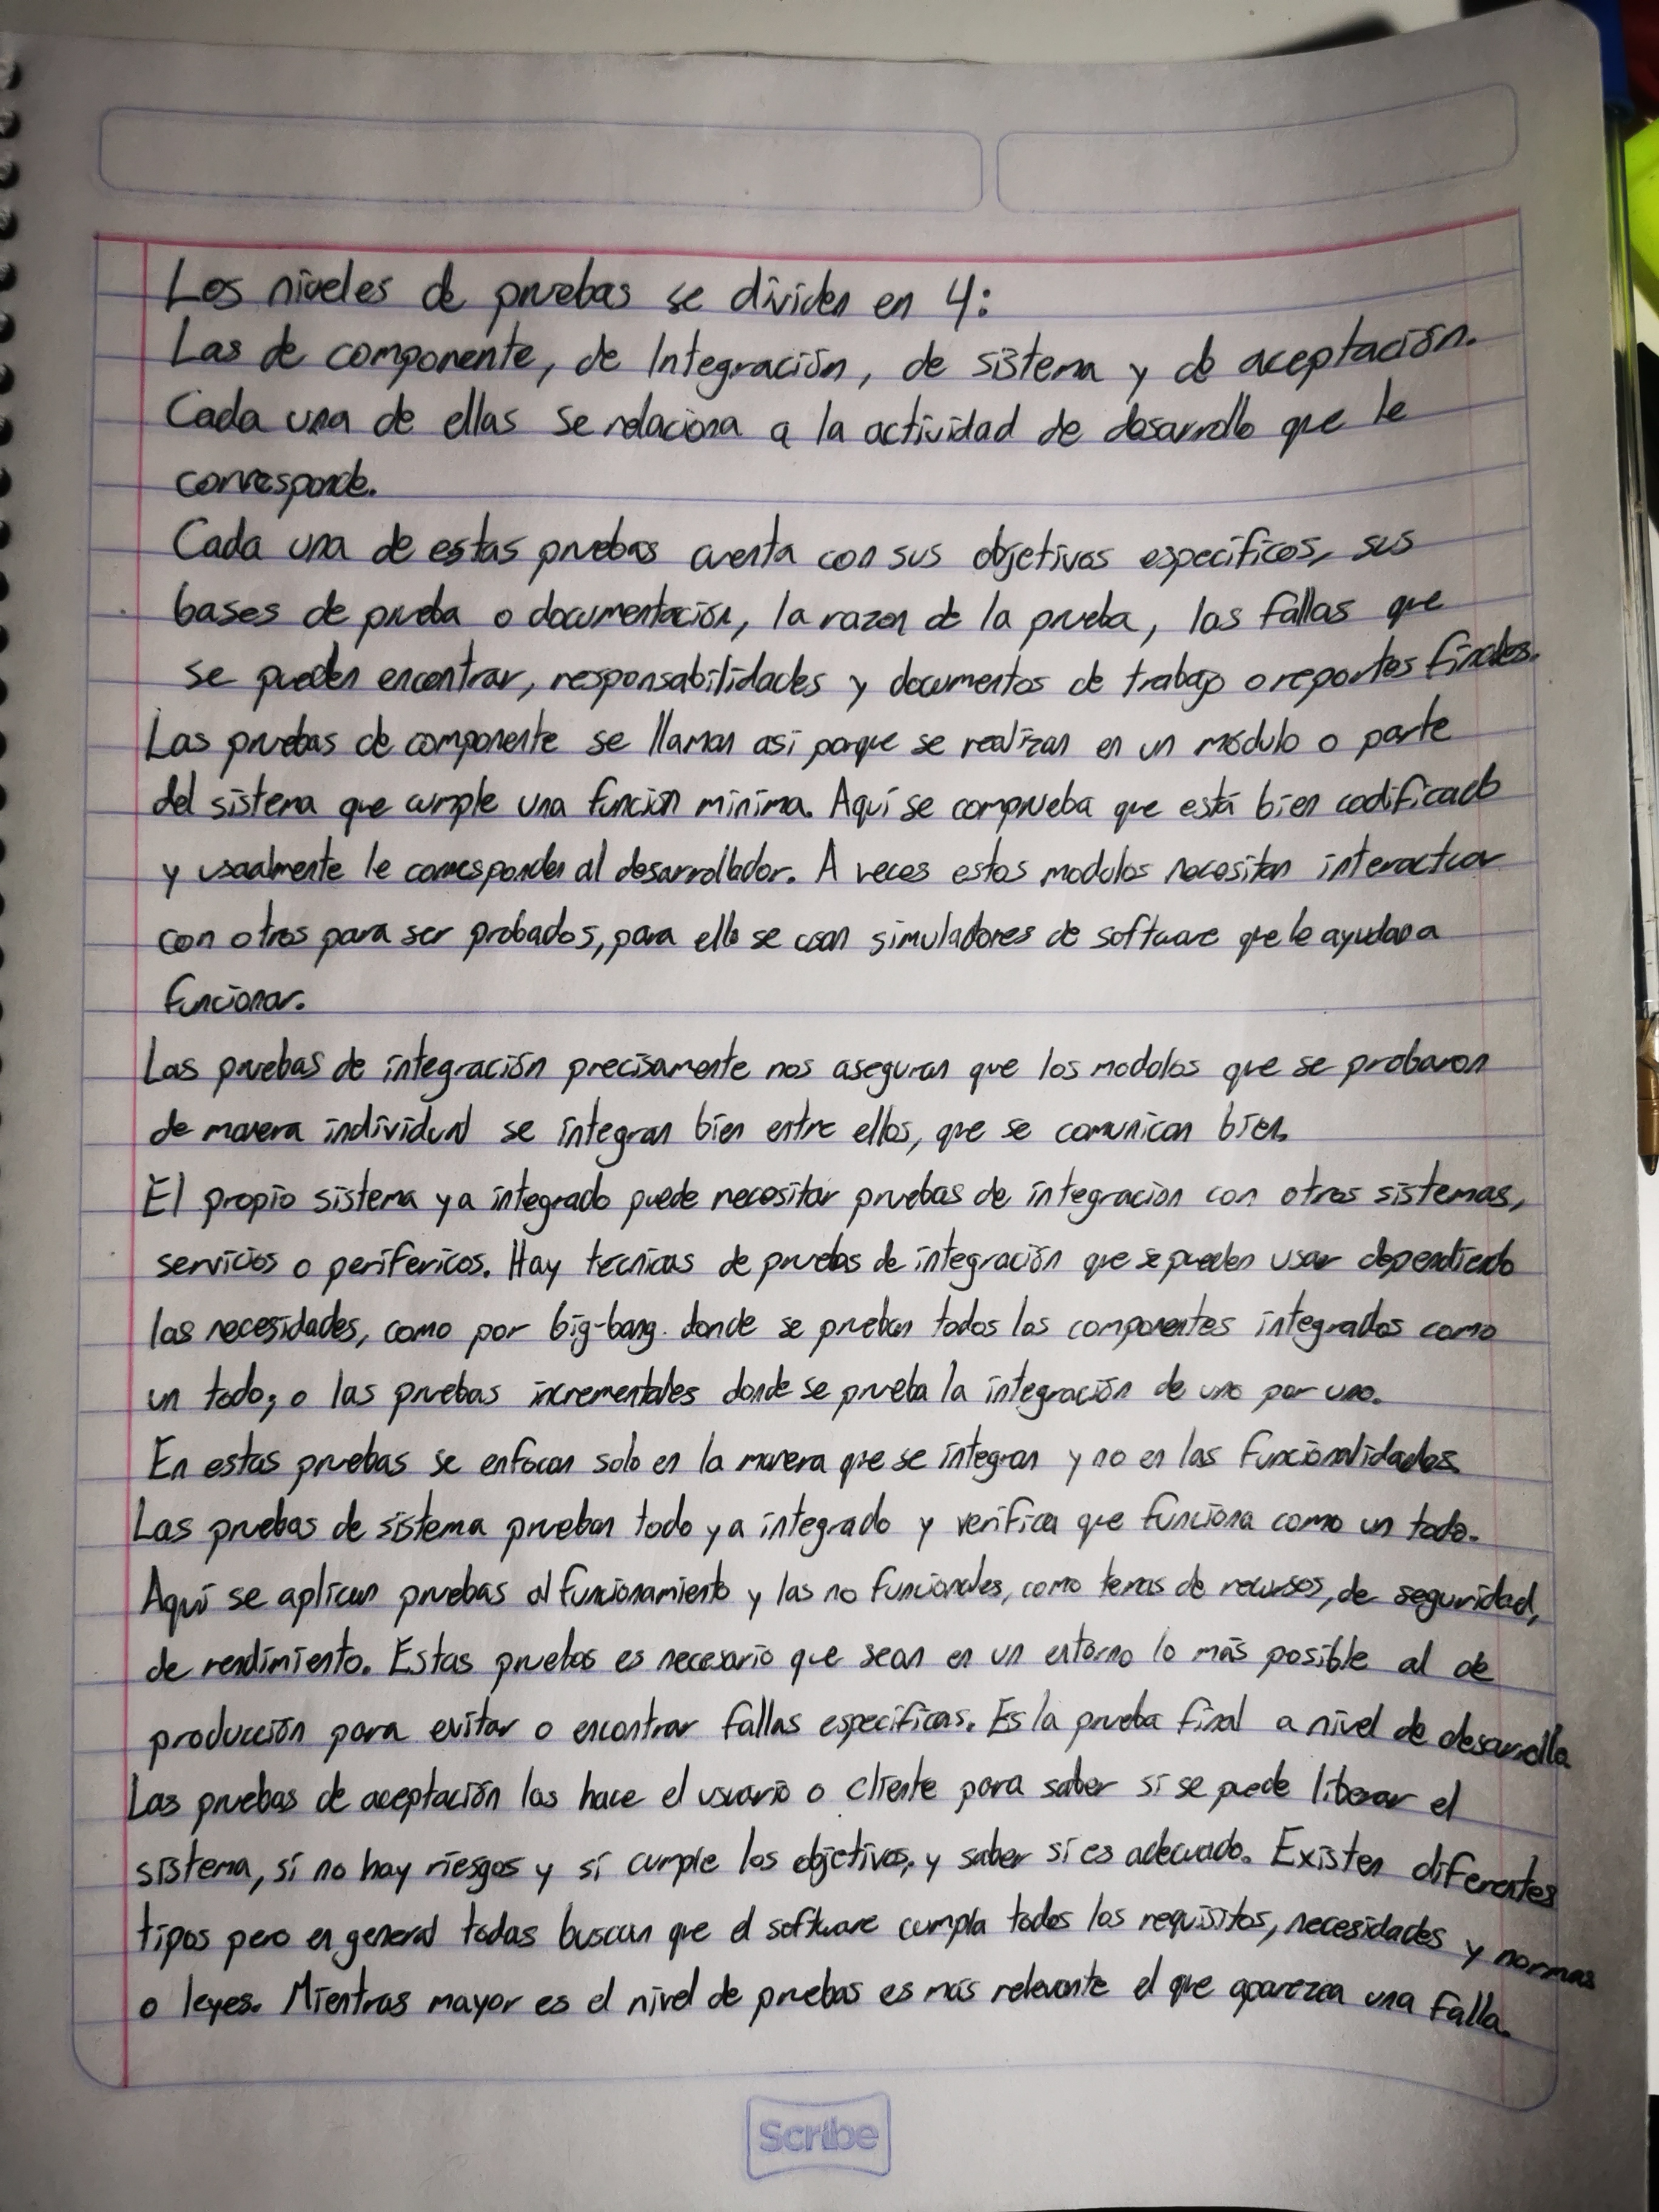 Los niveles de pruebas se dividen en 4:
Las de componente, de Integración, de sistema y de aceptación.
Cada una de ellas se relaciona a la actividad de desarrollo que le
corresponde.
Cada una de estas pruebas cuenta con sus objetivos especificos, sus
bases de prueba o documentación, la razon de la prueba, las fallas que
se pueden encontrar, responsabilidades y documentos de trabajo o reportes finales.
Las pruebas de componente se llaman asi porque se realizan en un módulo o parte
del sistema que cumple una función minima. Aquí se comprueba que está bien codificado
y usualmente le corresponden al desarrollador. A veces estos modolos necesitan interactuar
con otros para ser probados, para ello se usan simuladores de software que le ayudan a
funcionar.
Las pruebas de integración precisamente nos aseguran que los modolos que se probaron
de manera individual se integran bien entre ellos, que se comunican bien.
El propio sistema ya integrado puede necesitar pruebas de integración con otros sistemas,
servicios o perifericos. Hay tecnicas de pruebas de integración que se pueden usar dependiendo
las necesidades, como por big-bang donde se prueban todos los componentes integrados como
un todo; o las pruebas incrementales donde se prueba la integración de uno por uno.
En estas pruebas se enfocan solo en la manera que se integran y no en las funcionalidades
Las pruebas de sistema prueban todo ya integrado y verifica que funciona como un todo.
Aquí se aplican pruebas al funcionamiento y las no funcionales, como temas de recursos, de seguridad,
de rendimiento. Estas pruebas es necesario que sean en un entorno lo más posible al de
producción para evitar o encontrar fallas especificas. Es la prueba final a nivel de desarrollo
Las pruebas de aceptación las hace el usuario o cliente para saber si se puede liberar el
sistema, si no hay riesgos y si cumple los objetivos, y saber si es adecuado. Existen diferentes
tipos pero en general todas buscan que el software cumpla todos los requisitos, necesidades y normas
o leyes. Mientras mayor es el nivel de pruebas es más relevante el que aparezca una falla.
Scribe